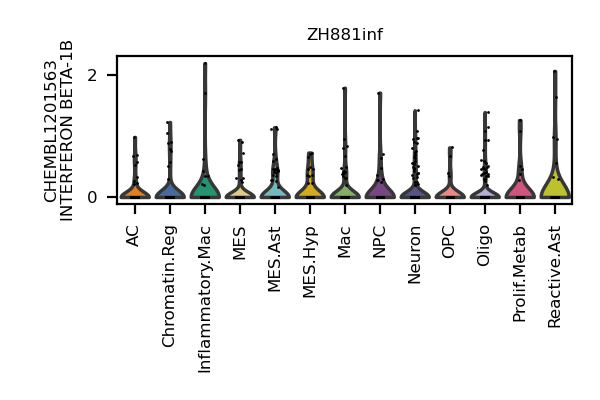 ZH881inf
CHEMBL1201563
INTERFERON BETA-1B
2
0
AC
Chromatin.Reg
Inflammatory.Mac
MES
MES.Ast
MES.Hyp
Mac
NPC
Neuron
OPC
Oligo
Prolif.Metab
Reactive.Ast